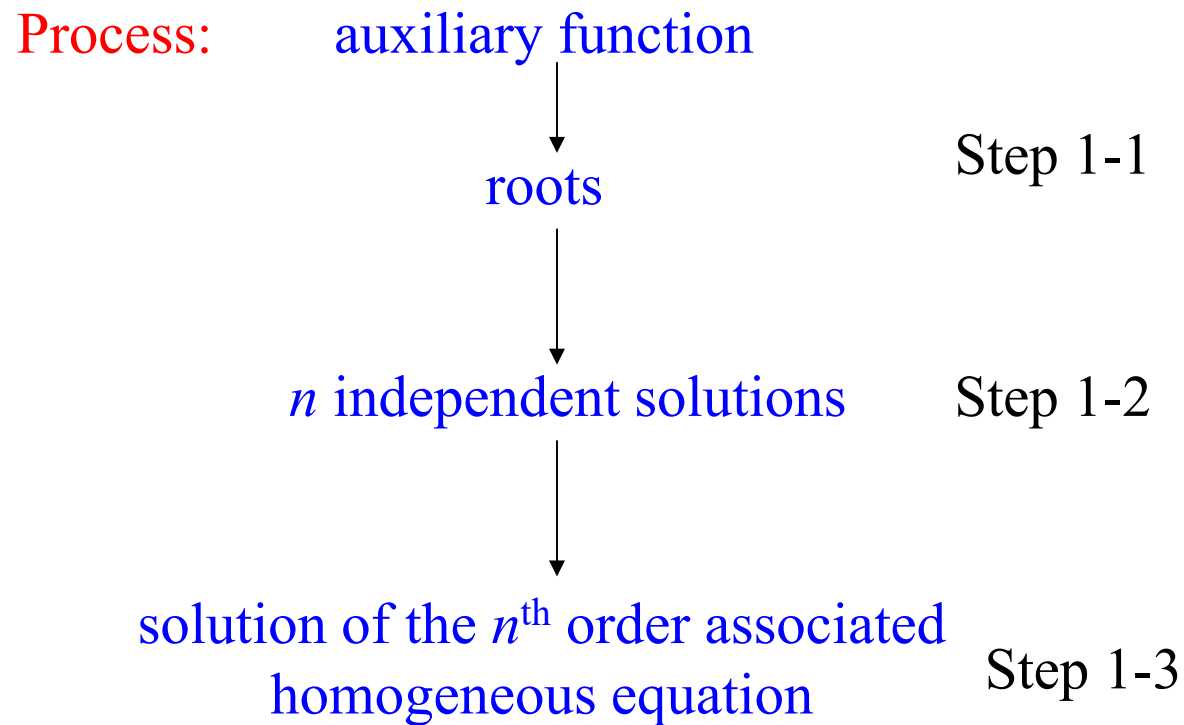 Process: auxiliary function
Step 1-1
roots
n independent solutions Step 1-2
solution of the nth order associated
homogeneous equation Step 1-3